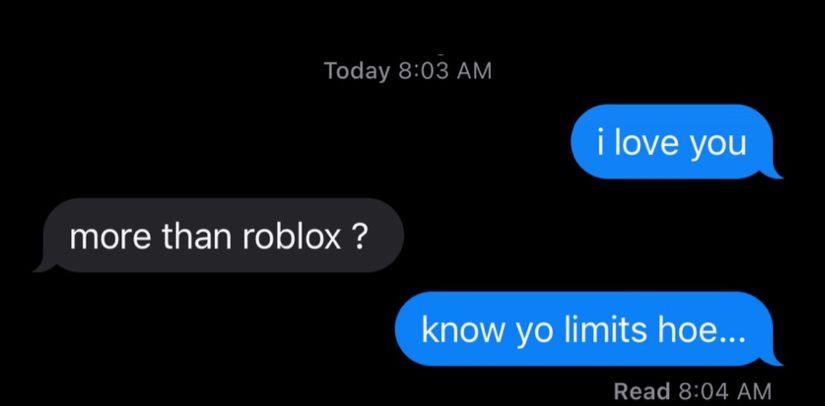 Today 8:03 AM
i love you
more than roblox ?
know yo limits hoe...
Read 8:04 AM